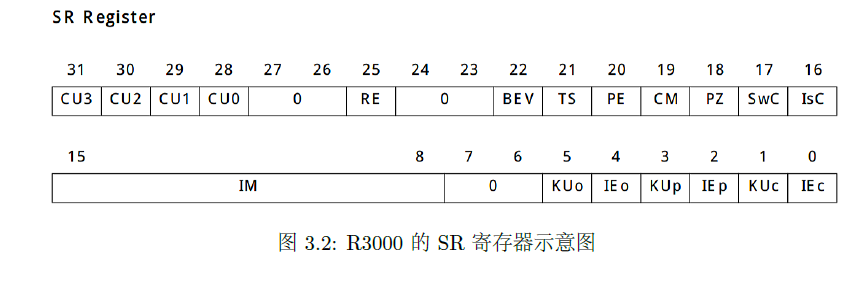 SR Register
31 30 29 28 27 26 25 24 23 22 21 20 19 18 17 16
CU3 CU2 CU1 CU0 0 RE 0 BEV TS PE CM PZ SwC IsC
15 8 7 6 5 4 3 2 1 0
IM 0 KUo IEo KUp IEp KUc IEc
图 3.2: R3000 的 SR 寄存器示意图